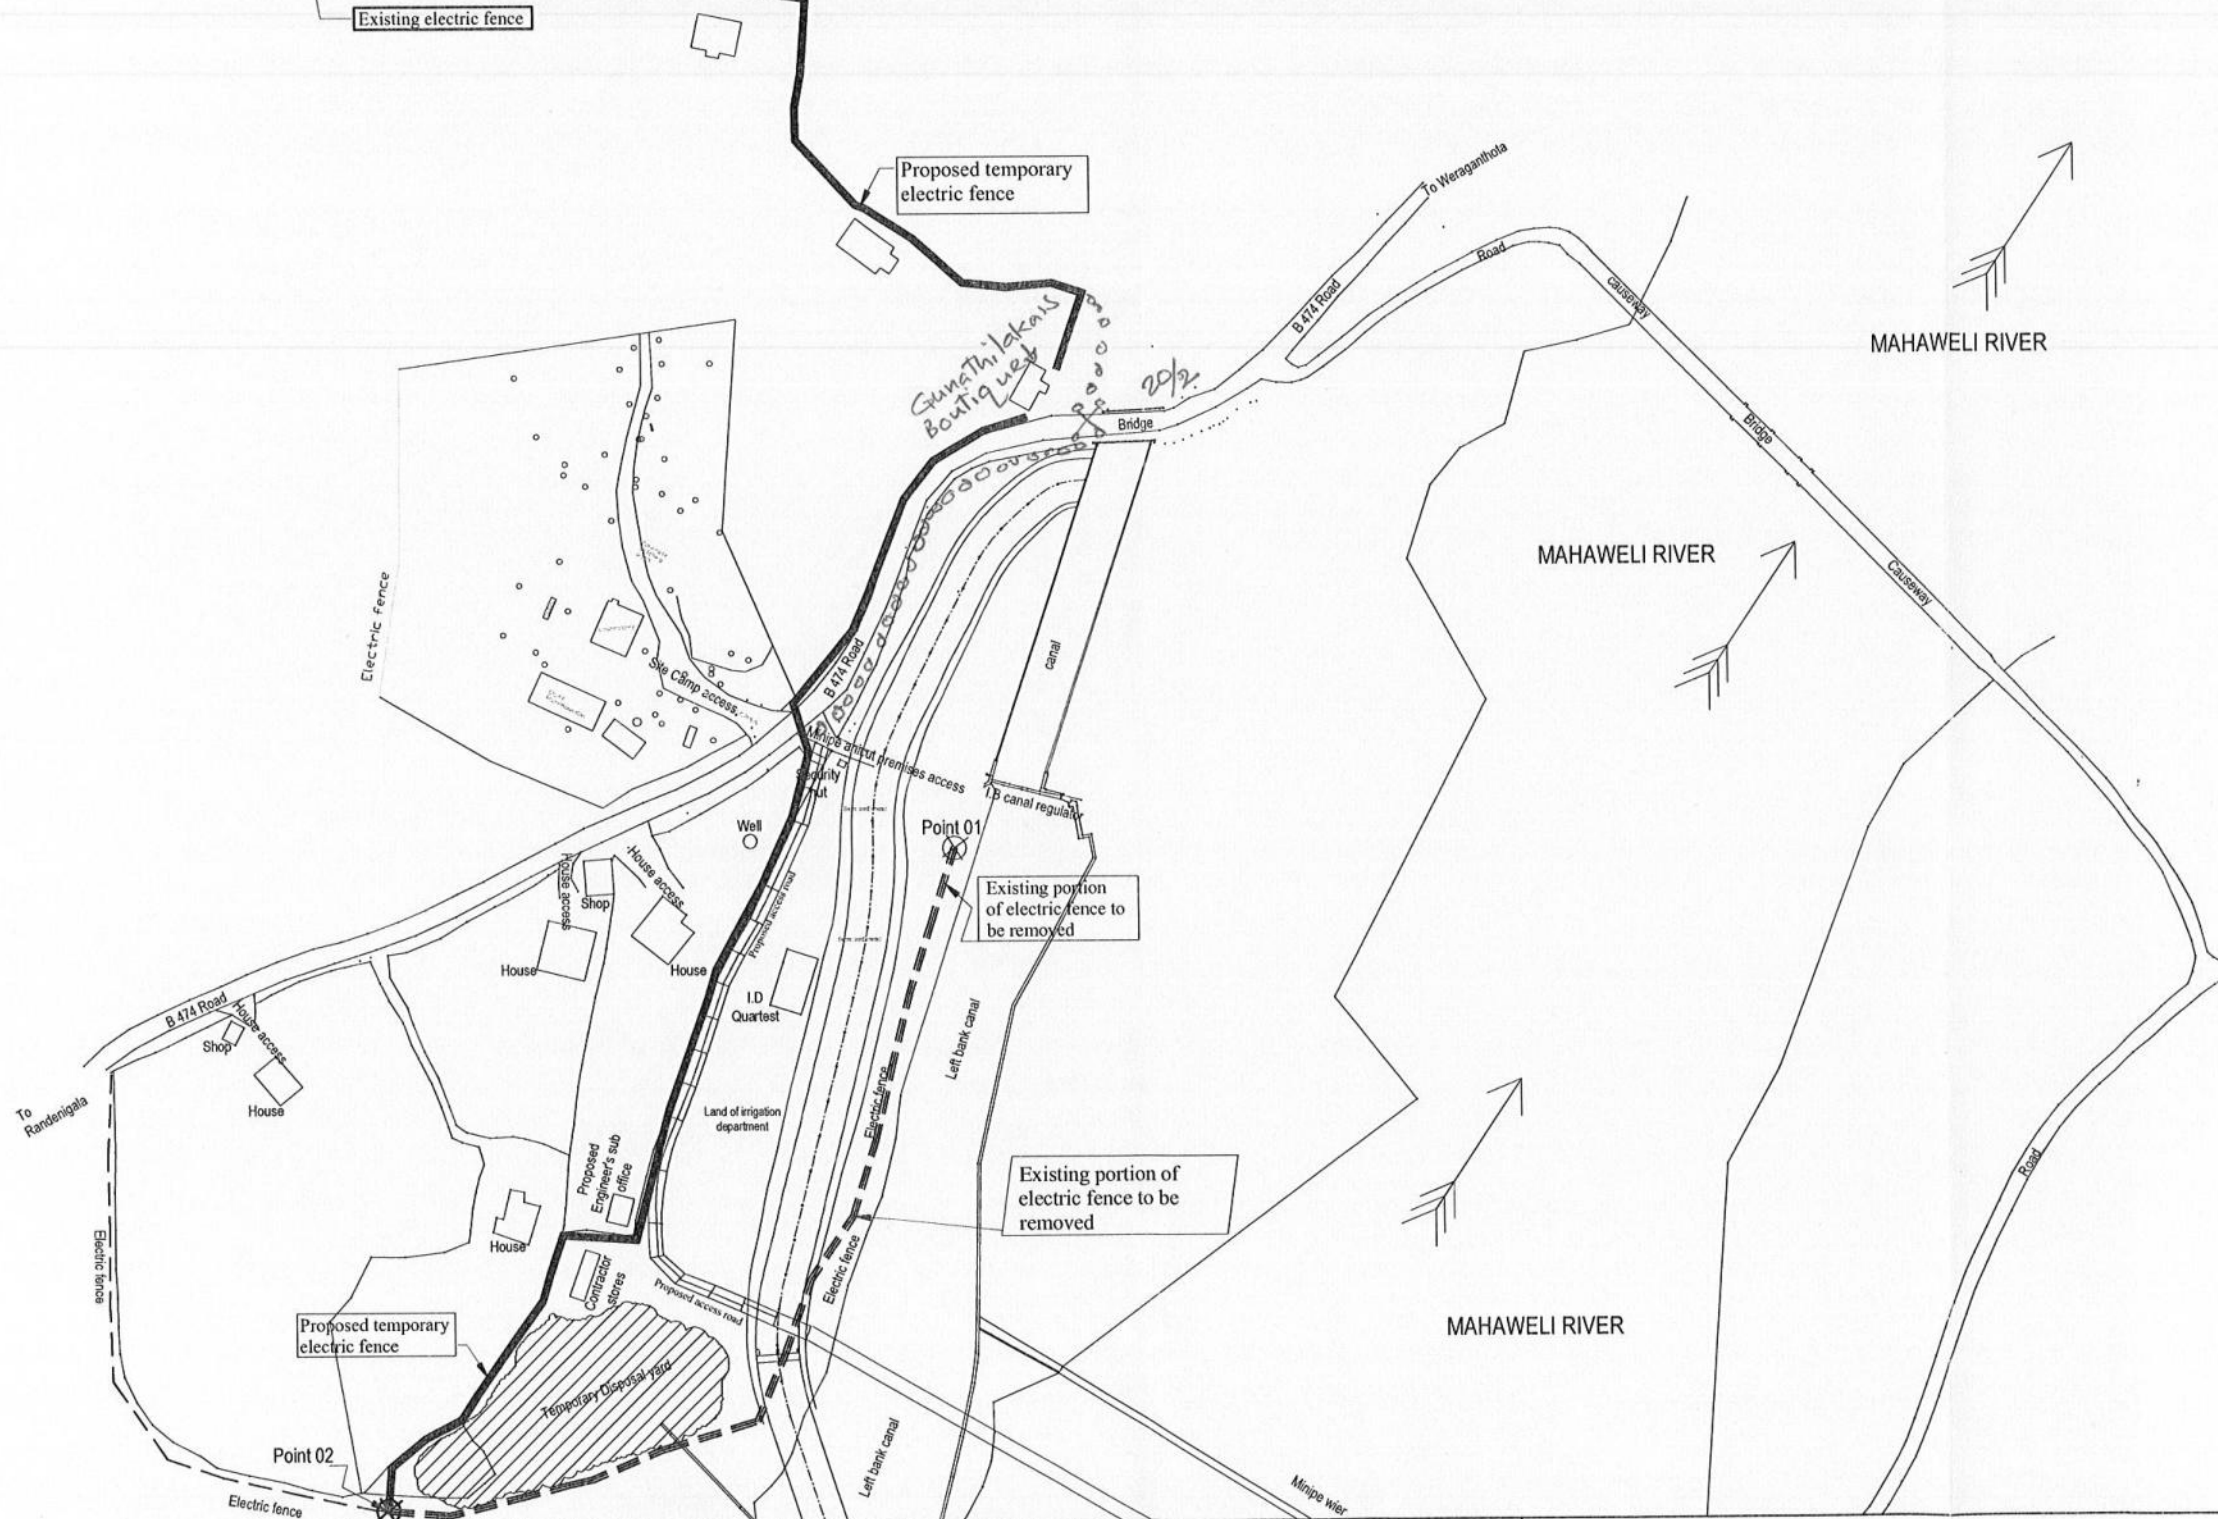 Existing electric fence
Proposed temporary
electric fence
To Weraganthola
Road
B 474 Road
causeway
MAHAWELI RIVER
Gunathilakas
Boutique
20/2
Bridge
Bridge
MAHAWELI RIVER
Causeway
Electric fence
canal
B 474 Road
Site Camp access
Minipe anicut premises access
Security
hut
L.B canal regulator
Well
Point 01
House access
House access
Shop
Existing portion
of electric fence to
be removed
Proposed access road
House
House
I.D
Quartest
B 474 Road
House access
Shop
House
Left bank canal
To
Randenigala
Land of irrigation
department
Electric fence
Proposed
Engineer's sub
office
Existing portion of
electric fence to be
removed
Road
House
Electric fence
Electric fence
Contractor
stores
Proposed access road
Proposed temporary
electric fence
MAHAWELI RIVER
Temporary Disposal yard
Point 02
Left bank canal
Electric fence
Minipe wier